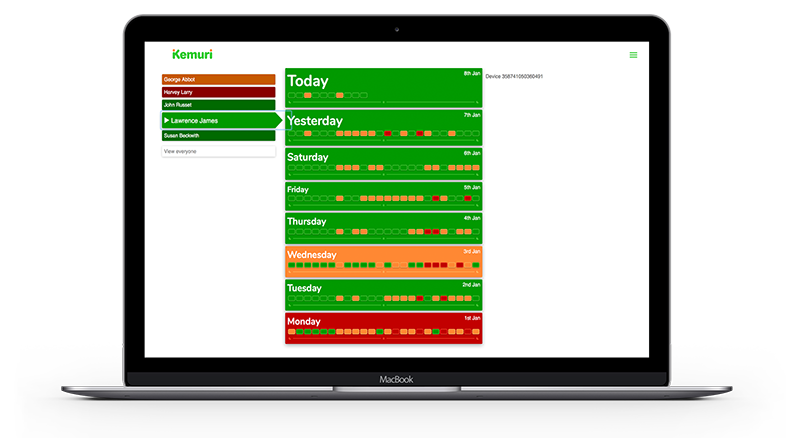 Kemuri
George Abbot
Harvey Larry
John Russet
Lawrence James
Susan Beckwith
View everyone
Today
8th Jan
Yesterday
7th Jan
Saturday
6th Jan
Friday
5th Jan
Thursday
4th Jan
Wednesday
3rd Jan
Tuesday
2nd Jan
Monday
1st Jan
Device 358741050360491
MacBook